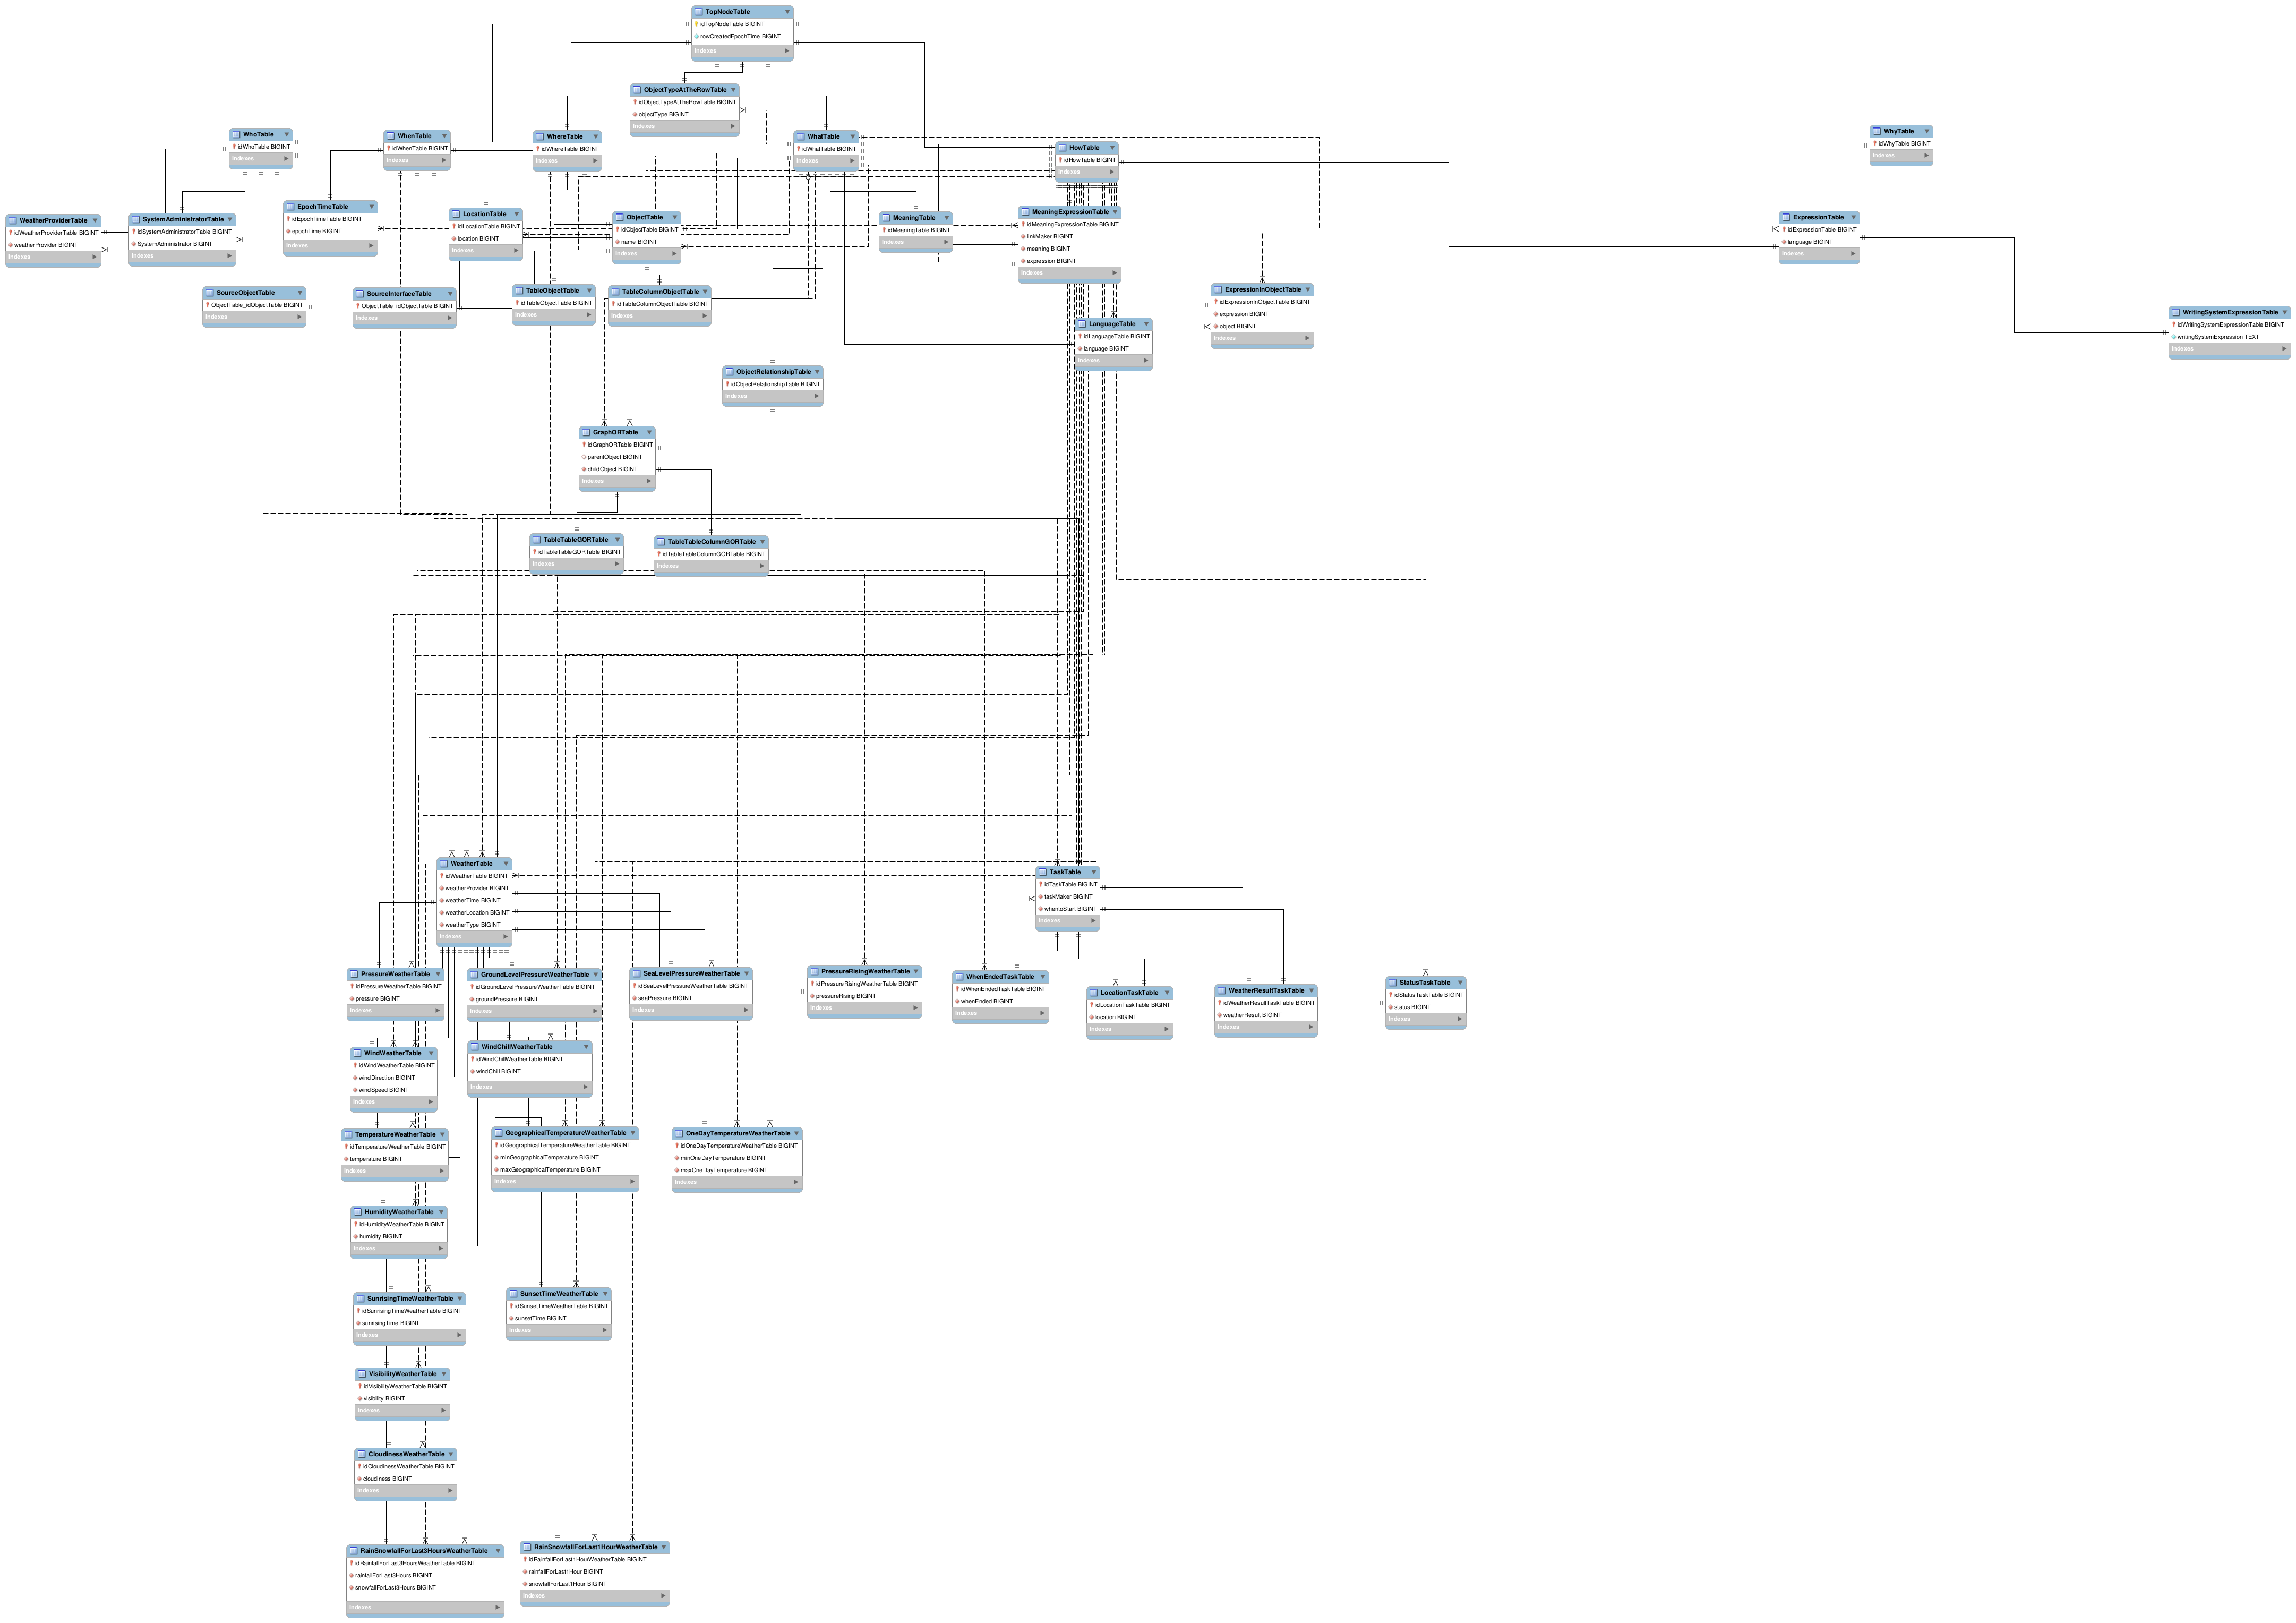 TopNodeTable
idTopNodeTable BIGINT
rowCreatedEpochTime BIGINT
Indexes
ObjectTypeAtTheRowTable
idObjectTypeAtTheRowTable BIGINT
objectType BIGINT
Indexes
WhoTable
idWhoTable BIGINT
Indexes
WhenTable
idWhenTable BIGINT
Indexes
WhereTable
idWhereTable BIGINT
Indexes
WhatTable
idWhatTable BIGINT
Indexes
HowTable
idHowTable BIGINT
Indexes
WhyTable
idWhyTable BIGINT
Indexes
WeatherProviderTable
idWeatherProviderTable BIGINT
weatherProvider BIGINT
Indexes
SystemAdministratorTable
idSystemAdministratorTable BIGINT
SystemAdministrator BIGINT
Indexes
EpochTimeTable
idEpochTimeTable BIGINT
epochTime BIGINT
Indexes
LocationTable
idLocationTable BIGINT
location BIGINT
Indexes
ObjectTable
idObjectTable BIGINT
name BIGINT
Indexes
MeaningTable
idMeaningTable BIGINT
Indexes
MeaningExpressionTable
idMeaningExpressionTable BIGINT
linkMaker BIGINT
meaning BIGINT
expression BIGINT
Indexes
ExpressionTable
idExpressionTable BIGINT
language BIGINT
Indexes
SourceObjectTable
ObjectTable_idObjectTable BIGINT
Indexes
SourceInterfaceTable
ObjectTable_idObjectTable BIGINT
Indexes
TableObjectTable
idTableObjectTable BIGINT
Indexes
TableColumnObjectTable
idTableColumnObjectTable BIGINT
Indexes
ExpressionInObjectTable
idExpressionInObjectTable BIGINT
expression BIGINT
object BIGINT
Indexes
LanguageTable
idLanguageTable BIGINT
language BIGINT
Indexes
WritingSystemExpressionTable
idWritingSystemExpressionTable BIGINT
writingSystemExpression TEXT
Indexes
ObjectRelationshipTable
idObjectRelationshipTable BIGINT
Indexes
GraphORTable
idGraphORTable BIGINT
parentObject BIGINT
childObject BIGINT
Indexes
TableTableGORTable
idTableTableGORTable BIGINT
Indexes
TableTableColumnGORTable
idTableTableColumnGORTable BIGINT
Indexes
WeatherTable
idWeatherTable BIGINT
weatherProvider BIGINT
weatherTime BIGINT
weatherLocation BIGINT
weatherType BIGINT
Indexes
TaskTable
idTaskTable BIGINT
taskMaker BIGINT
whentoStart BIGINT
Indexes
PressureWeatherTable
idPressureWeatherTable BIGINT
pressure BIGINT
Indexes
GroundLevelPressureWeatherTable
idGroundLevelPressureWeatherTable BIGINT
groundPressure BIGINT
Indexes
SeaLevelPressureWeatherTable
idSeaLevelPressureWeatherTable BIGINT
seaPressure BIGINT
Indexes
PressureRisingWeatherTable
idPressureRisingWeatherTable BIGINT
pressureRising BIGINT
Indexes
WhenEndedTaskTable
idWhenEndedTaskTable BIGINT
whenEnded BIGINT
Indexes
LocationTaskTable
idLocationTaskTable BIGINT
location BIGINT
Indexes
WeatherResultTaskTable
idWeatherResultTaskTable BIGINT
weatherResult BIGINT
Indexes
StatusTaskTable
idStatusTaskTable BIGINT
status BIGINT
Indexes
WindWeatherTable
idWindWeatherTable BIGINT
windDirection BIGINT
windSpeed BIGINT
Indexes
WindChillWeatherTable
idWindChillWeatherTable BIGINT
windChill BIGINT
Indexes
TemperatureWeatherTable
idTemperatureWeatherTable BIGINT
temperature BIGINT
Indexes
GeographicalTemperatureWeatherTable
idGeographicalTemperatureWeatherTable BIGINT
minGeographicalTemperature BIGINT
maxGeographicalTemperature BIGINT
Indexes
OneDayTemperatureWeatherTable
idOneDayTemperatureWeatherTable BIGINT
minOneDayTemperature BIGINT
maxOneDayTemperature BIGINT
Indexes
HumidityWeatherTable
idHumidityWeatherTable BIGINT
humidity BIGINT
Indexes
SunrisingTimeWeatherTable
idSunrisingTimeWeatherTable BIGINT
sunrisingTime BIGINT
Indexes
SunsetTimeWeatherTable
idSunsetTimeWeatherTable BIGINT
sunsetTime BIGINT
Indexes
VisibilityWeatherTable
idVisibilityWeatherTable BIGINT
visibility BIGINT
Indexes
CloudinessWeatherTable
idCloudinessWeatherTable BIGINT
cloudiness BIGINT
Indexes
RainSnowfallForLast3HoursWeatherTable
idRainfallForLast3HoursWeatherTable BIGINT
rainfallForLast3Hours BIGINT
snowfallForLast3Hours BIGINT
Indexes
RainSnowfallForLast1HourWeatherTable
idRainfallForLast1HourWeatherTable BIGINT
rainfallForLast1Hour BIGINT
snowfallForLast1Hour BIGINT
Indexes